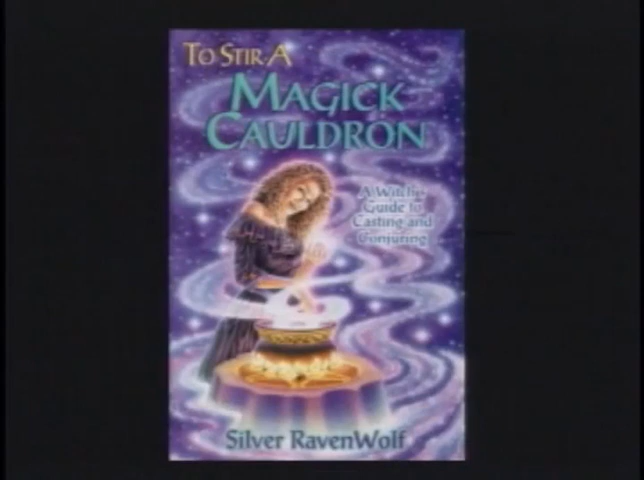 TO STIR A
MAGICK
CAULDRON
A Witch's
Guide to
Casting and
Conjuring
Silver RavenWolf